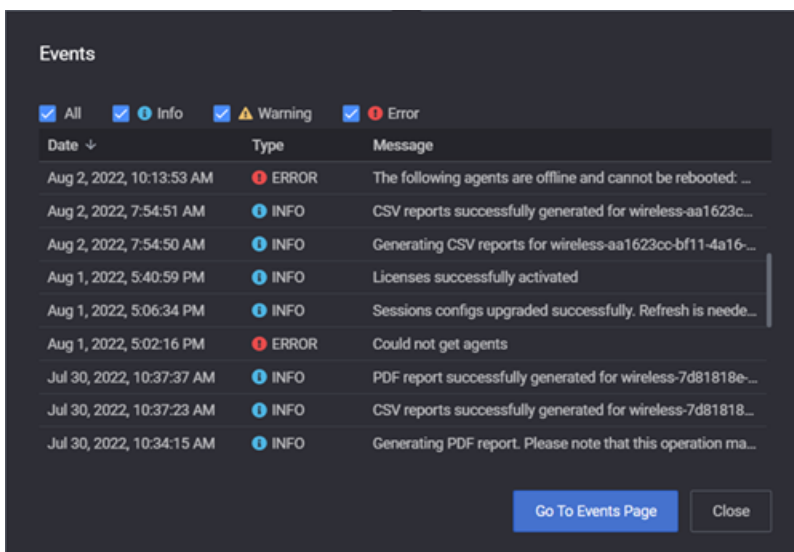 Events
All Info Warning Error
Date ↓ Type Message
Aug 2, 2022, 10:13:53 AM ERROR The following agents are offline and cannot be rebooted: ...
Aug 2, 2022, 7:54:51 AM INFO CSV reports successfully generated for wireless-aa1623c...
Aug 2, 2022, 7:54:50 AM INFO Generating CSV reports for wireless-aa1623cc-bf11-4a16-...
Aug 1, 2022, 5:40:59 PM INFO Licenses successfully activated
Aug 1, 2022, 5:06:34 PM INFO Sessions configs upgraded successfully. Refresh is neede...
Aug 1, 2022, 5:02:16 PM ERROR Could not get agents
Jul 30, 2022, 10:37:37 AM INFO PDF report successfully generated for wireless-7d81818e-...
Jul 30, 2022, 10:37:23 AM INFO CSV reports successfully generated for wireless-7d81818...
Jul 30, 2022, 10:34:15 AM INFO Generating PDF report. Please note that this operation ma...
Go To Events Page Close